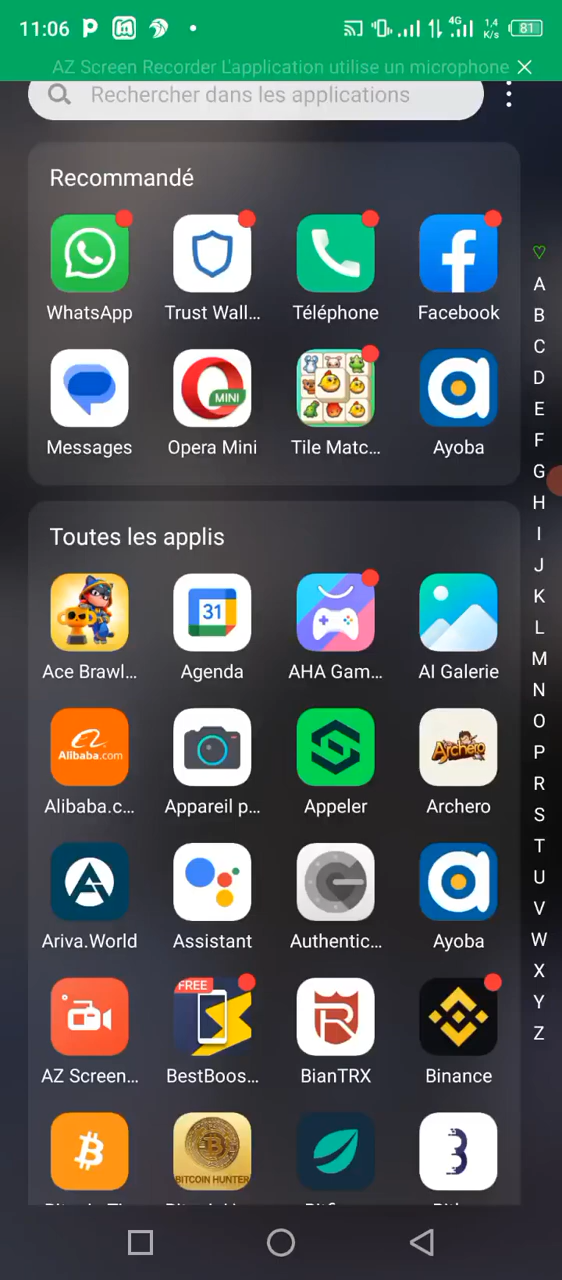 11:06
4G
1,4
K/s
81
AZ Screen Recorder L'application utilise un microphone
Rechercher dans les applications
Recommandé
WhatsApp
Trust Wall...
Téléphone
Facebook
MINI
Messages
Opera Mini
Tile Matc...
Ayoba
Toutes les applis
31
Ace Brawl...
Agenda
AHA Gam...
AI Galerie
Alibaba.com
Archero
Alibaba.c...
Appareil p...
Appeler
Archero
Ariva.World
Assistant
Authentic...
Ayoba
FREE
AZ Screen...
BestBoos...
BianTRX
Binance
BITCOIN HUNTER
A
B
C
D
E
F
G
H
I
J
K
L
M
N
O
P
R
S
T
U
V
W
X
Y
Z